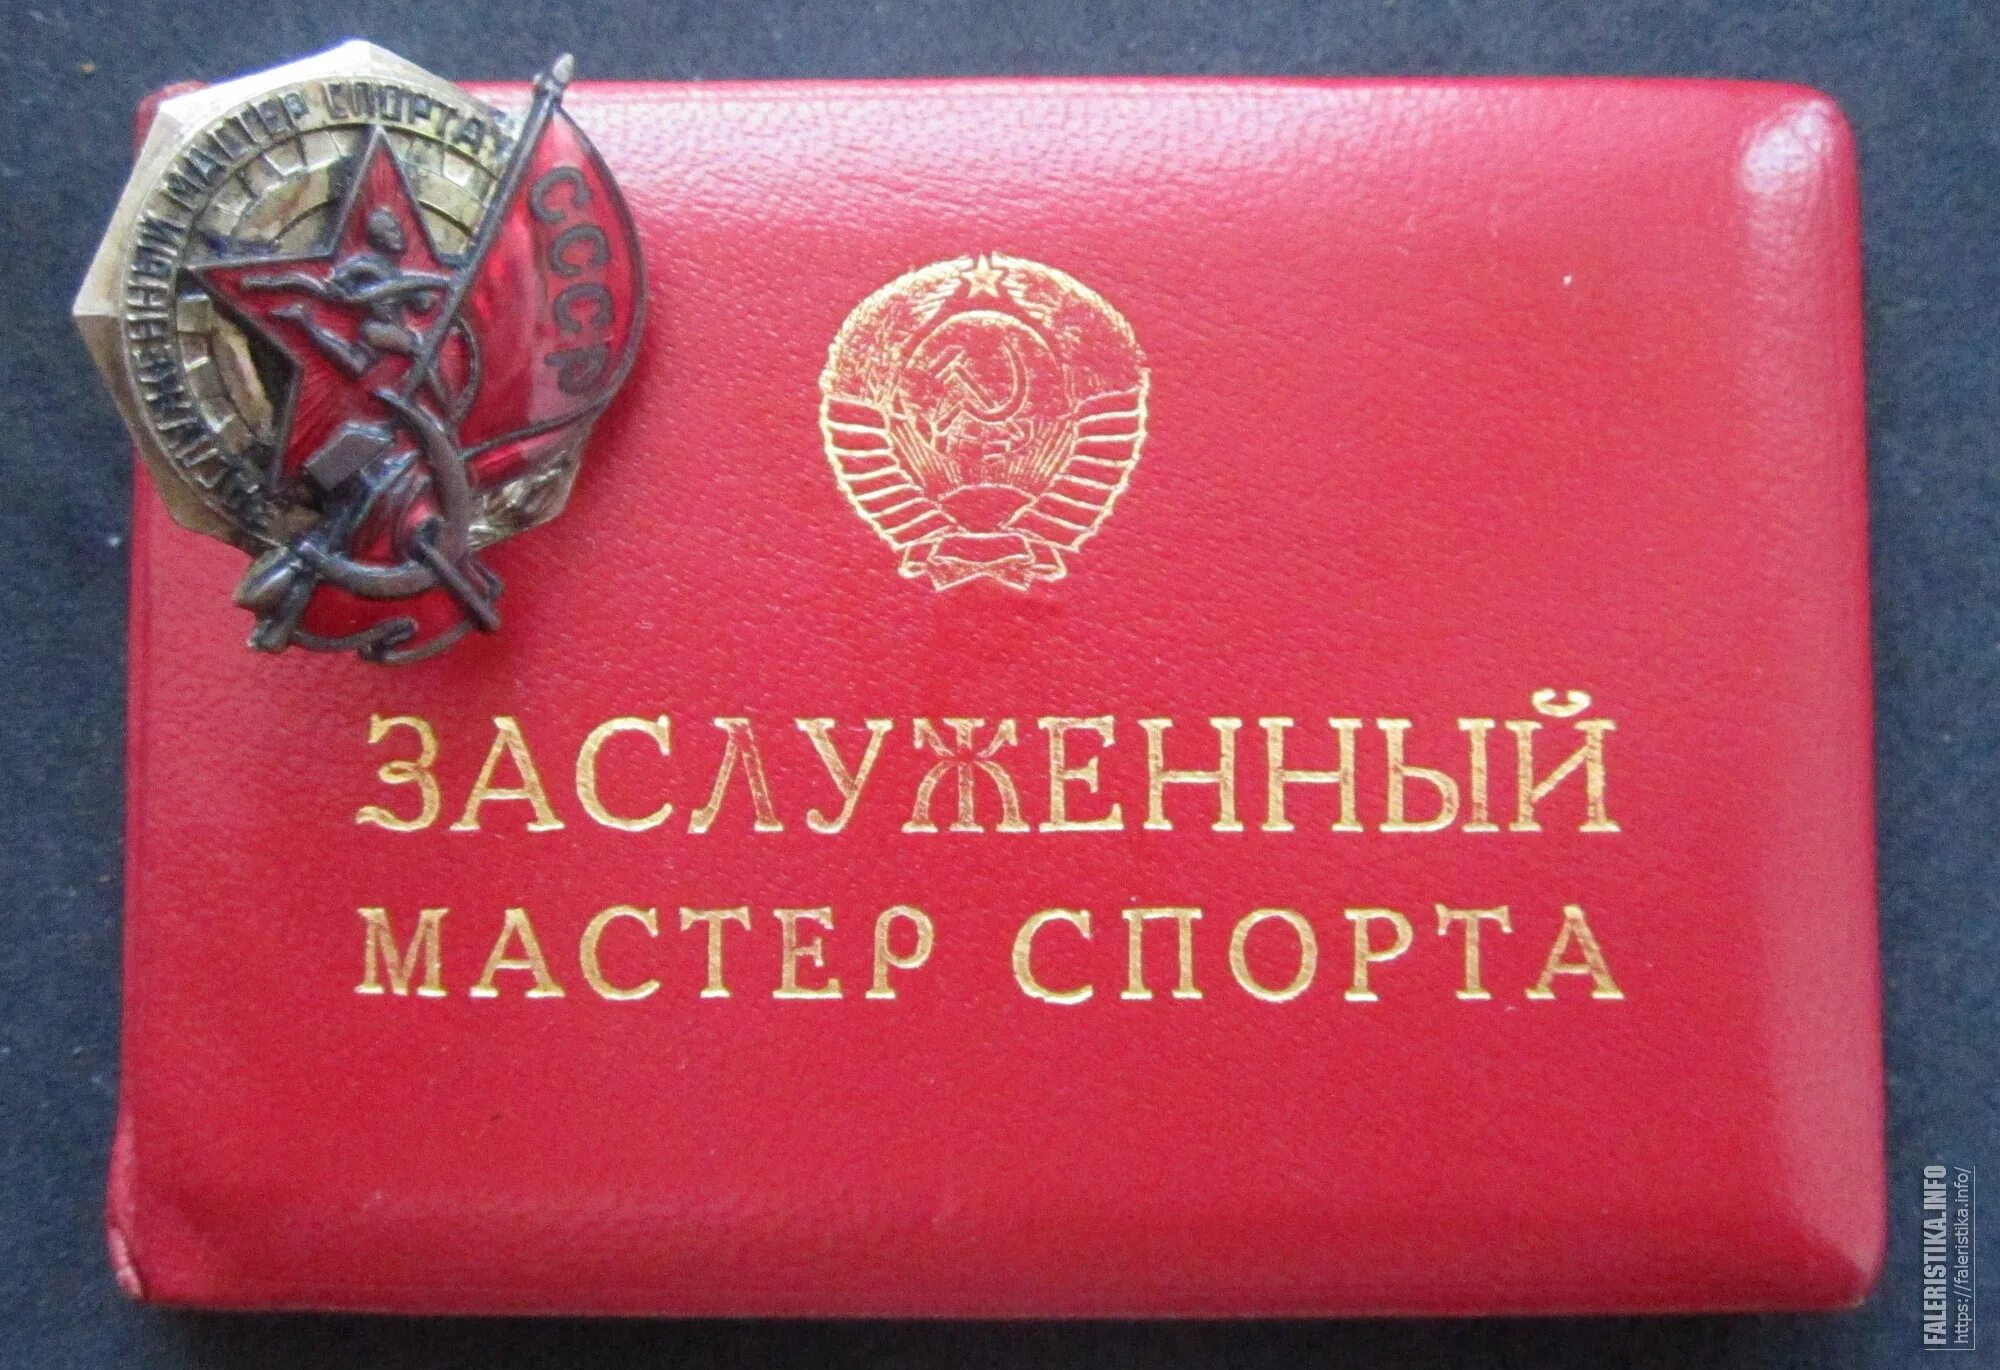 ЗАСЛУЖЕННЫЙ МАСТЕР СПОРТА
СССР
ЗАСЛУЖЕННЫЙ
МАСТЕР СПОРТА
FALERISTIKA.INFO
https://faleristika.info/